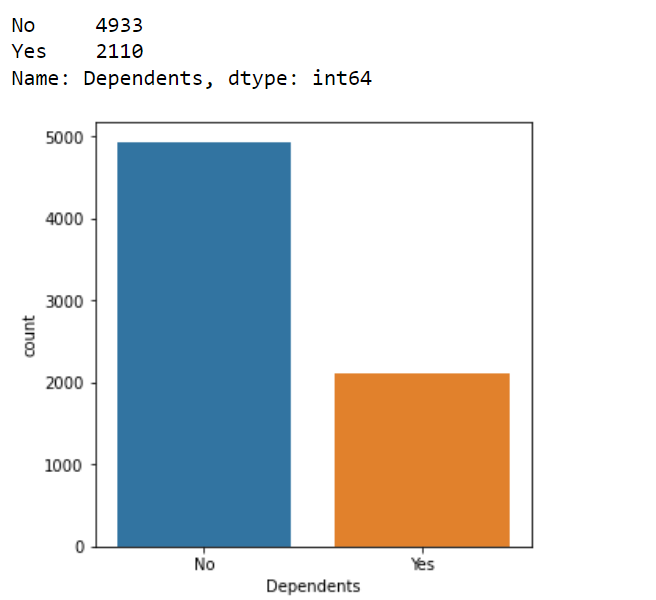 No     4933
Yes    2110
Name: Dependents, dtype: int64
5000
4000
3000
2000
1000
0
count
No Yes
Dependents